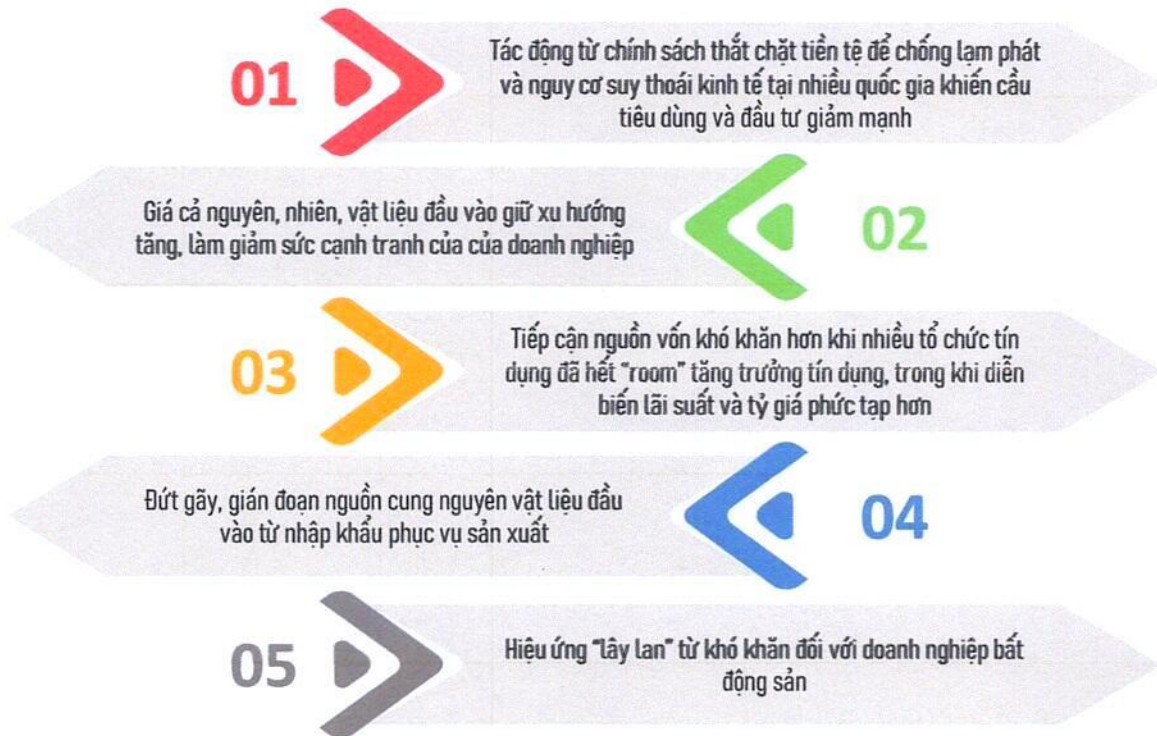 01
Tác động từ chính sách thắt chặt tiền tệ để chống lạm phát
và nguy cơ suy thoái kinh tế tại nhiều quốc gia khiến cầu
tiêu dùng và đầu tư giảm mạnh
Giá cả nguyên, nhiên, vật liệu đầu vào giữ xu hướng
tăng, làm giảm sức cạnh tranh của của doanh nghiệp
02
03
Tiếp cận nguồn vốn khó khăn hơn khi nhiều tổ chức tín
dụng đã hết "room" tăng trưởng tín dụng, trong khi diễn
biến lãi suất và tỷ giá phức tạp hơn
Đứt gãy, gián đoạn nguồn cung nguyên vật liệu đầu
vào từ nhập khẩu phục vụ sản xuất
04
05
Hiệu ứng "lây lan" từ khó khăn đối với doanh nghiệp bất
động sản